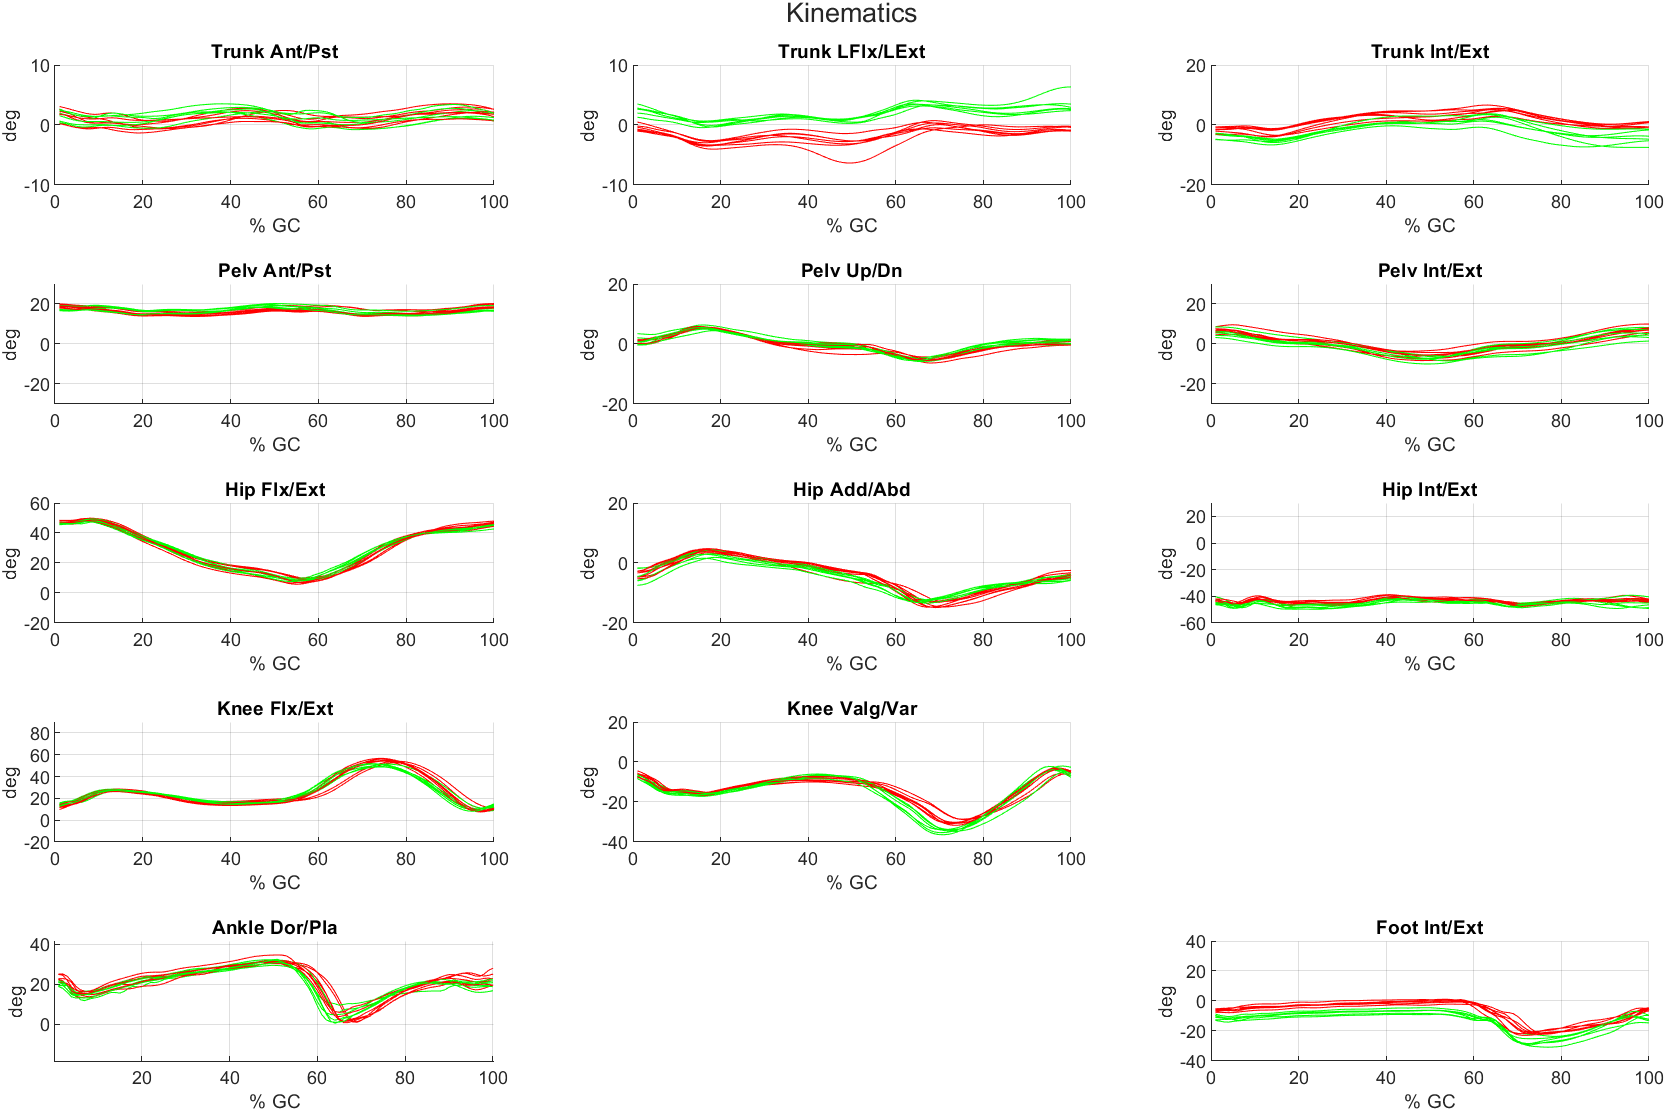 Kinematics
Trunk Ant/Pst
Trunk LFlx/LExt
Trunk Int/Ext
10
0
-10
deg
0 20 40 60 80 100
% GC
10
0
-10
deg
0 20 40 60 80 100
% GC
20
0
-20
deg
0 20 40 60 80 100
% GC
Pelv Ant/Pst
Pelv Up/Dn
Pelv Int/Ext
20
0
-20
deg
0 20 40 60 80 100
% GC
20
0
-20
deg
0 20 40 60 80 100
% GC
20
0
-20
deg
0 20 40 60 80 100
% GC
Hip Flx/Ext
Hip Add/Abd
Hip Int/Ext
60
40
20
0
-20
deg
0 20 40 60 80 100
% GC
20
0
-20
deg
0 20 40 60 80 100
% GC
20
0
-20
-40
-60
deg
0 20 40 60 80 100
% GC
Knee Flx/Ext
Knee Valg/Var
80
60
40
20
0
-20
deg
0 20 40 60 80 100
% GC
20
0
-20
-40
deg
0 20 40 60 80 100
% GC
Ankle Dor/Pla
Foot Int/Ext
40
20
0
deg
20 40 60 80 100
% GC
40
20
0
-20
-40
deg
0 20 40 60 80 100
% GC